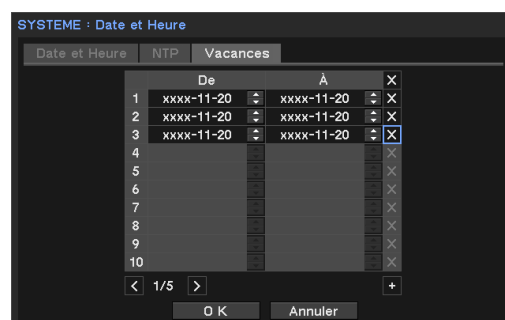 SYSTEME : Date et Heure
Date et Heure NTP Vacances
De À X
1 xxxx-11-20 xxxx-11-20 X
2 xxxx-11-20 xxxx-11-20 X
3 xxxx-11-20 xxxx-11-20 X
4 X
5 X
6 X
7 X
8 X
9 X
10 X
< 1/5 > +
OK Annuler